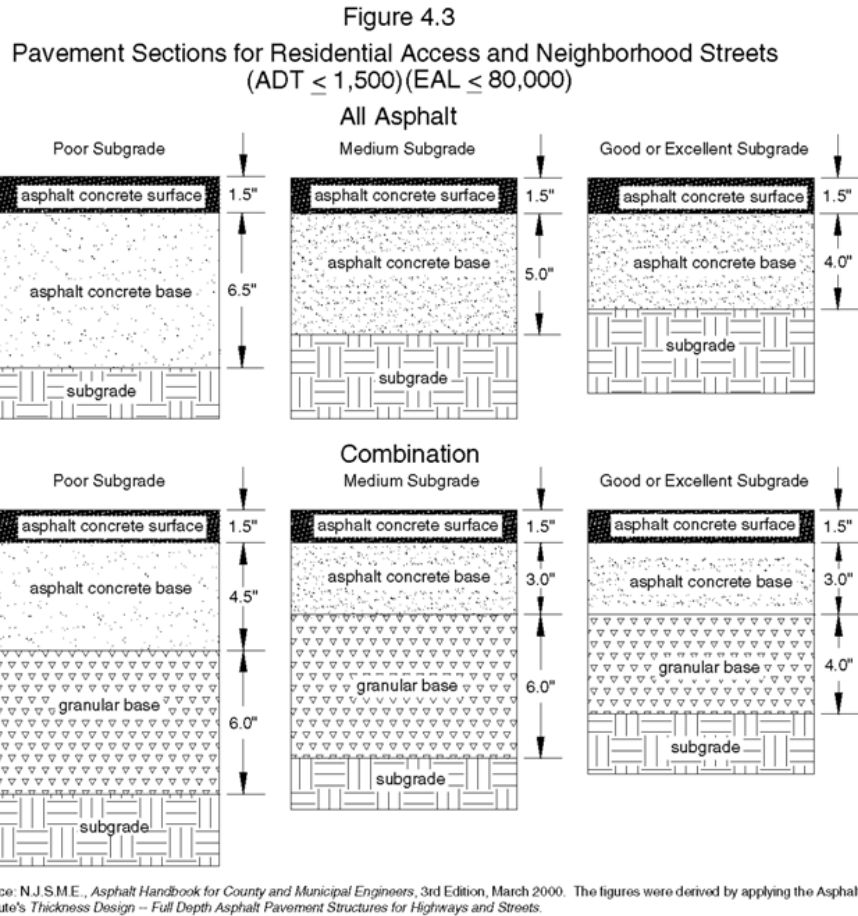 Figure 4.3
Pavement Sections for Residential Access and Neighborhood Streets
(ADT ≤ 1,500)(EAL ≤ 80,000)
All Asphalt
Poor Subgrade
asphalt concrete surface
1.5"
asphalt concrete base
6.5"
subgrade
Medium Subgrade
asphalt concrete surface
1.5"
asphalt concrete base
5.0"
subgrade
Good or Excellent Subgrade
asphalt concrete surface
1.5"
asphalt concrete base
4.0"
subgrade
Combination
Poor Subgrade
asphalt concrete surface
1.5"
asphalt concrete base
4.5"
granular base
6.0"
subgrade
Medium Subgrade
asphalt concrete surface
1.5"
asphalt concrete base
3.0"
granular base
6.0"
subgrade
Good or Excellent Subgrade
asphalt concrete surface
1.5"
asphalt concrete base
3.0"
granular base
4.0"
subgrade
ce: N.J.S.M.E., Asphalt Handbook for County and Municipal Engineers, 3rd Edition, March 2000. The figures were derived by applying the Asphal
ute's Thickness Design -- Full Depth Asphalt Pavement Structures for Highways and Streets.